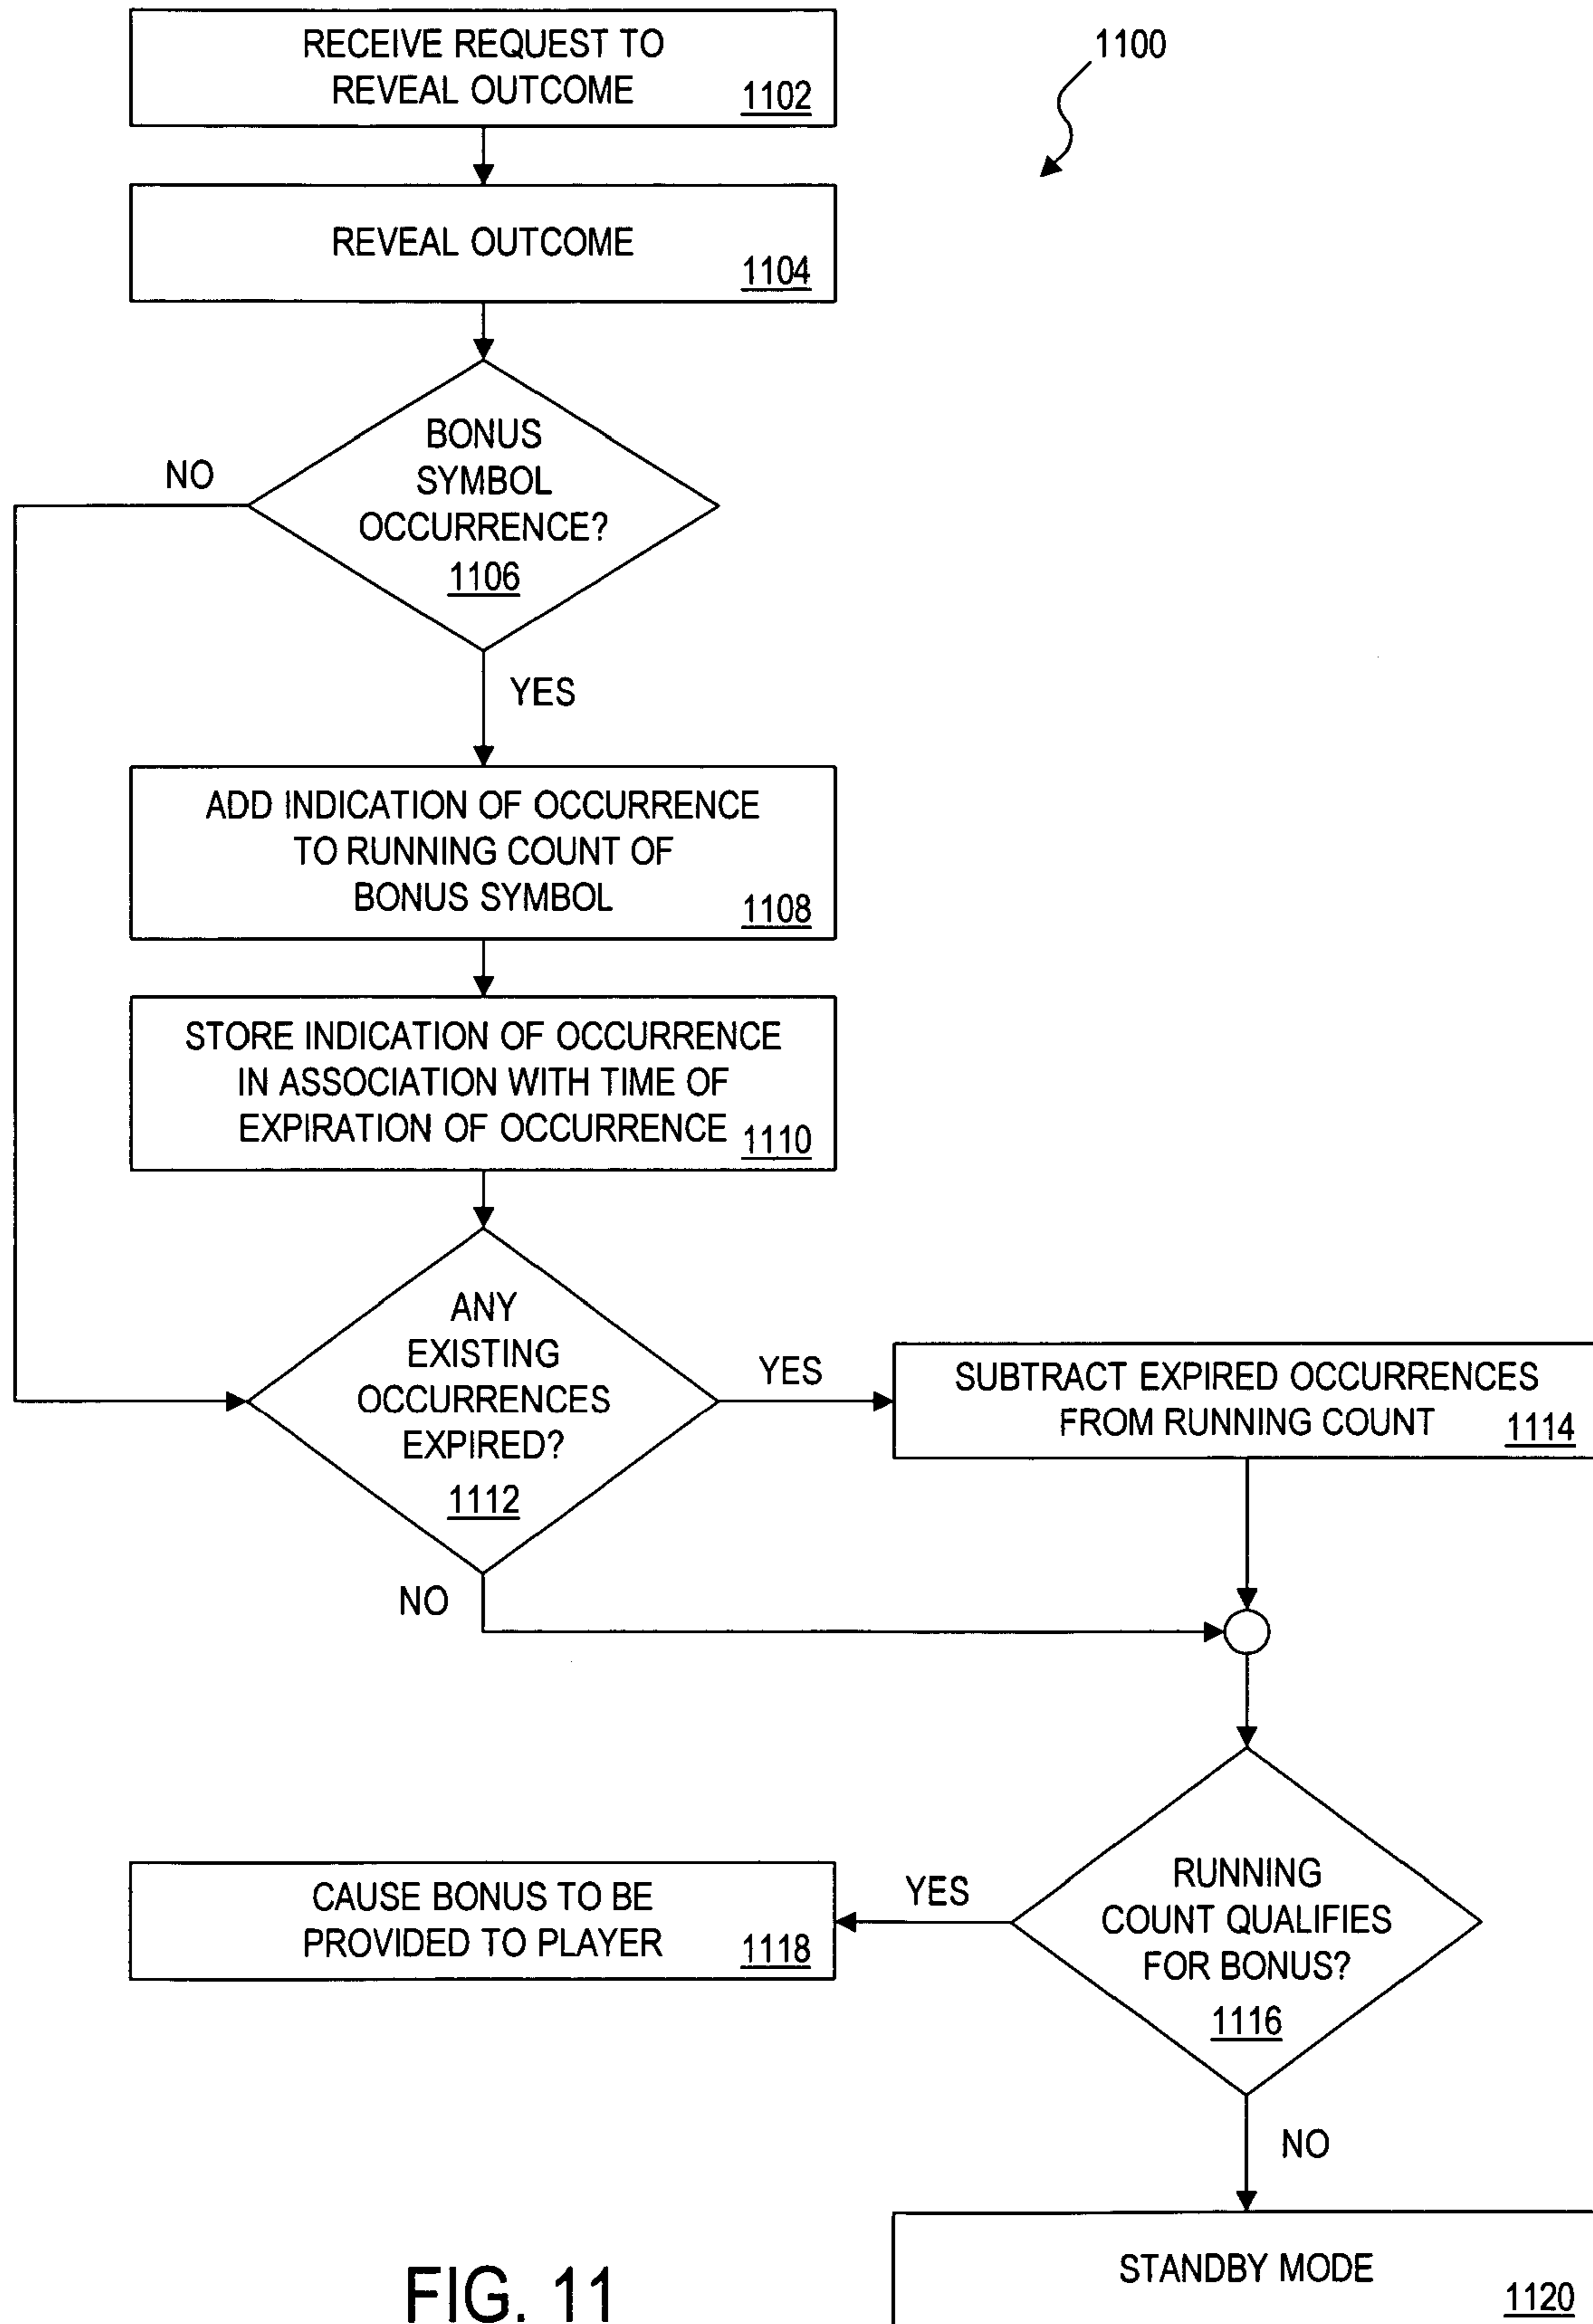 RECEIVE REQUEST TO
REVEAL OUTCOME
1102
1100
REVEAL OUTCOME
1104
BONUS
SYMBOL
OCCURRENCE?
1106
NO
YES
ADD INDICATION OF OCCURRENCE
TO RUNNING COUNT OF
BONUS SYMBOL
1108
STORE INDICATION OF OCCURRENCE
IN ASSOCIATION WITH TIME OF
EXPIRATION OF OCCURRENCE
1110
ANY
EXISTING
OCCURRENCES
EXPIRED?
1112
YES
SUBTRACT EXPIRED OCCURRENCES
FROM RUNNING COUNT
1114
NO
RUNNING
COUNT QUALIFIES
FOR BONUS?
1116
YES
CAUSE BONUS TO BE
PROVIDED TO PLAYER
1118
NO
STANDBY MODE
1120
FIG. 11